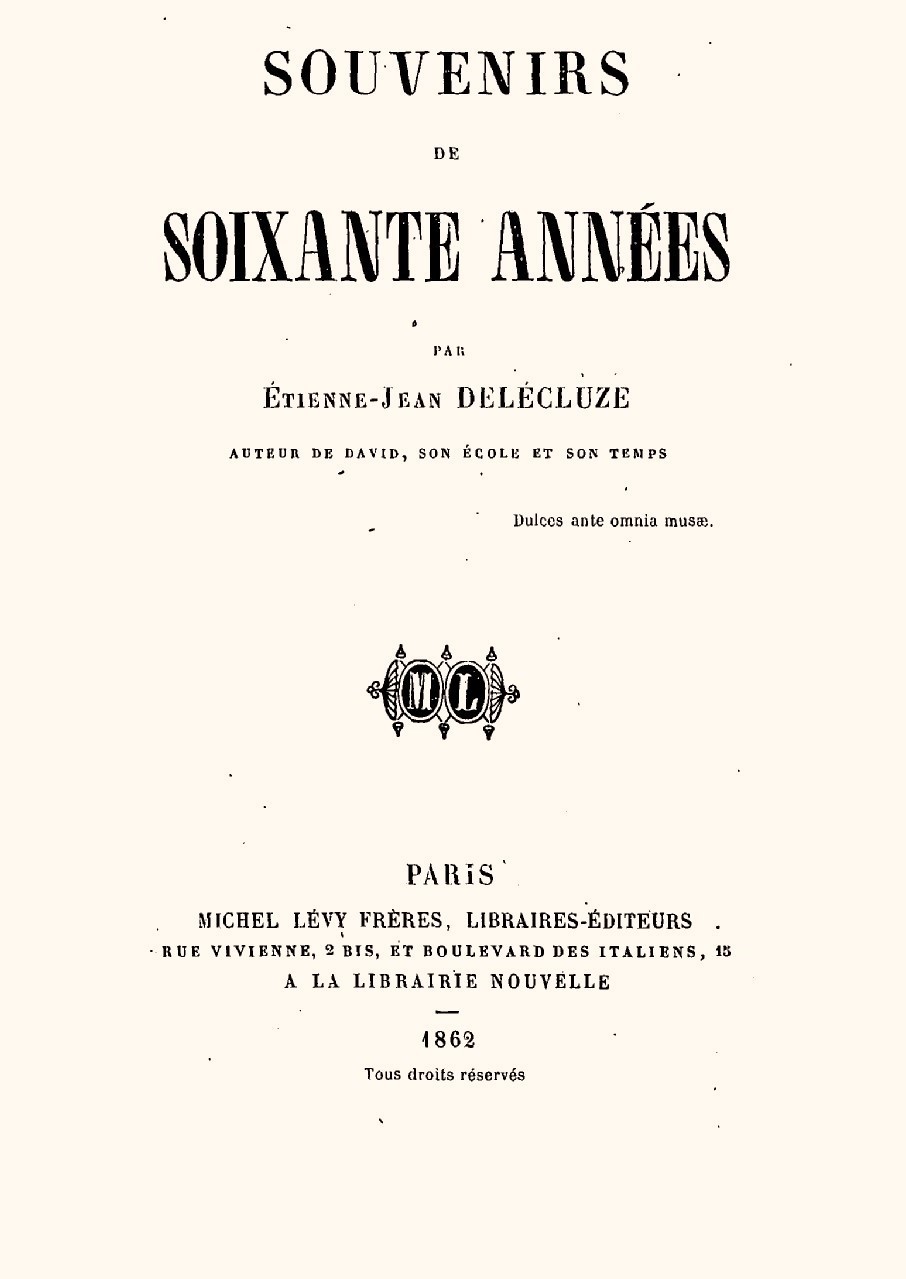 SOUVENIRS
DE
SOIXANTE ANNÉES
PAR
ÉTIENNE-JEAN DELÉCLUZE
AUTEUR DE DAVID, SON ÉCOLE ET SON TEMPS
Dulces ante omnia musæ.
ML
PARIS
MICHEL LÉVY FRÈRES, LIBRAIRES-ÉDITEURS
RUE VIVIENNE, 2 BIS, ET BOULEVARD DES ITALIENS, 15
A LA LIBRAIRIE NOUVELLE
1862
Tous droits réservés